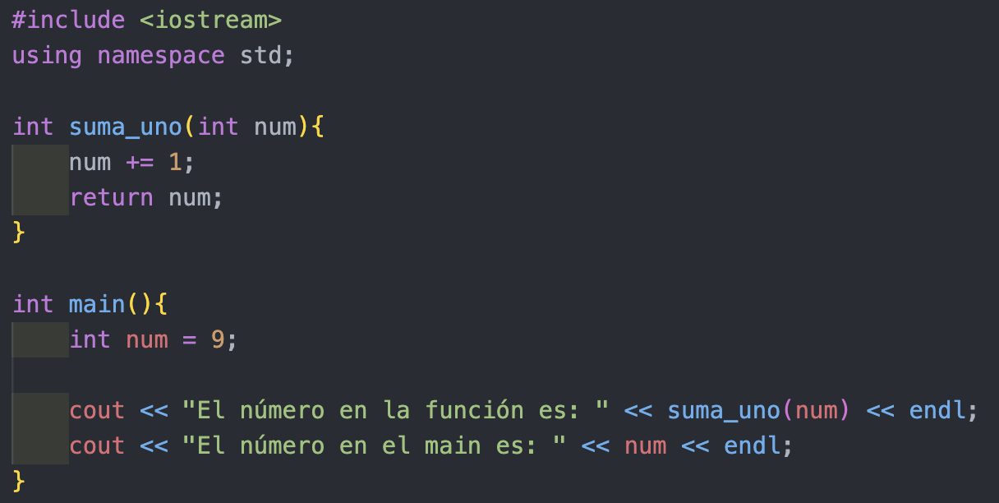 #include <iostream>
using namespace std;
int suma_uno(int num){
num += 1;
return num;
}
int main(){
int num = 9;
cout << "El número en la función es: " << suma_uno(num) << endl;
cout << "El número en el main es: " << num << endl;
}